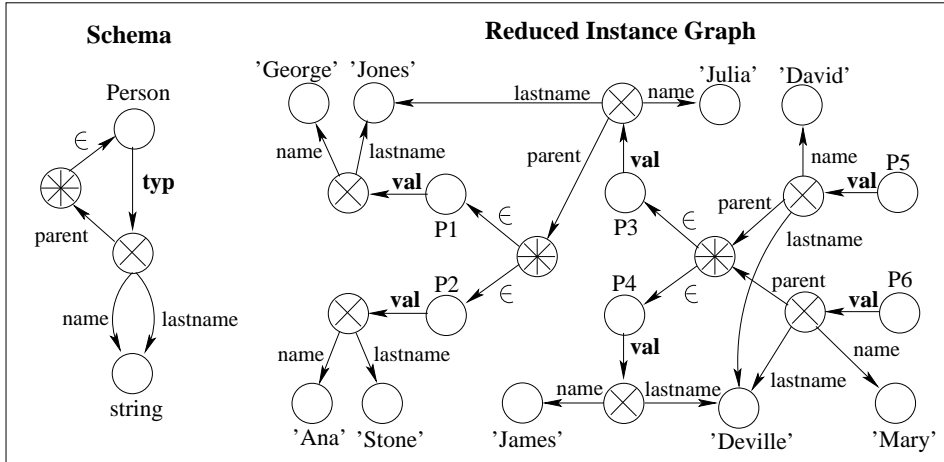 Schema
Reduced Instance Graph
'George' 'Jones' 'Julia' 'David'
Person
lastname name
∈
name lastname parent val name P5
typ
val val
parent
P1 ∈ P3 ∈ parent lastname
P2 P4 parent P6
val ∈ ∈ val
name lastname
name lastname val name
name lastname lastname
string
'Ana' 'Stone' 'James' 'Deville' 'Mary'